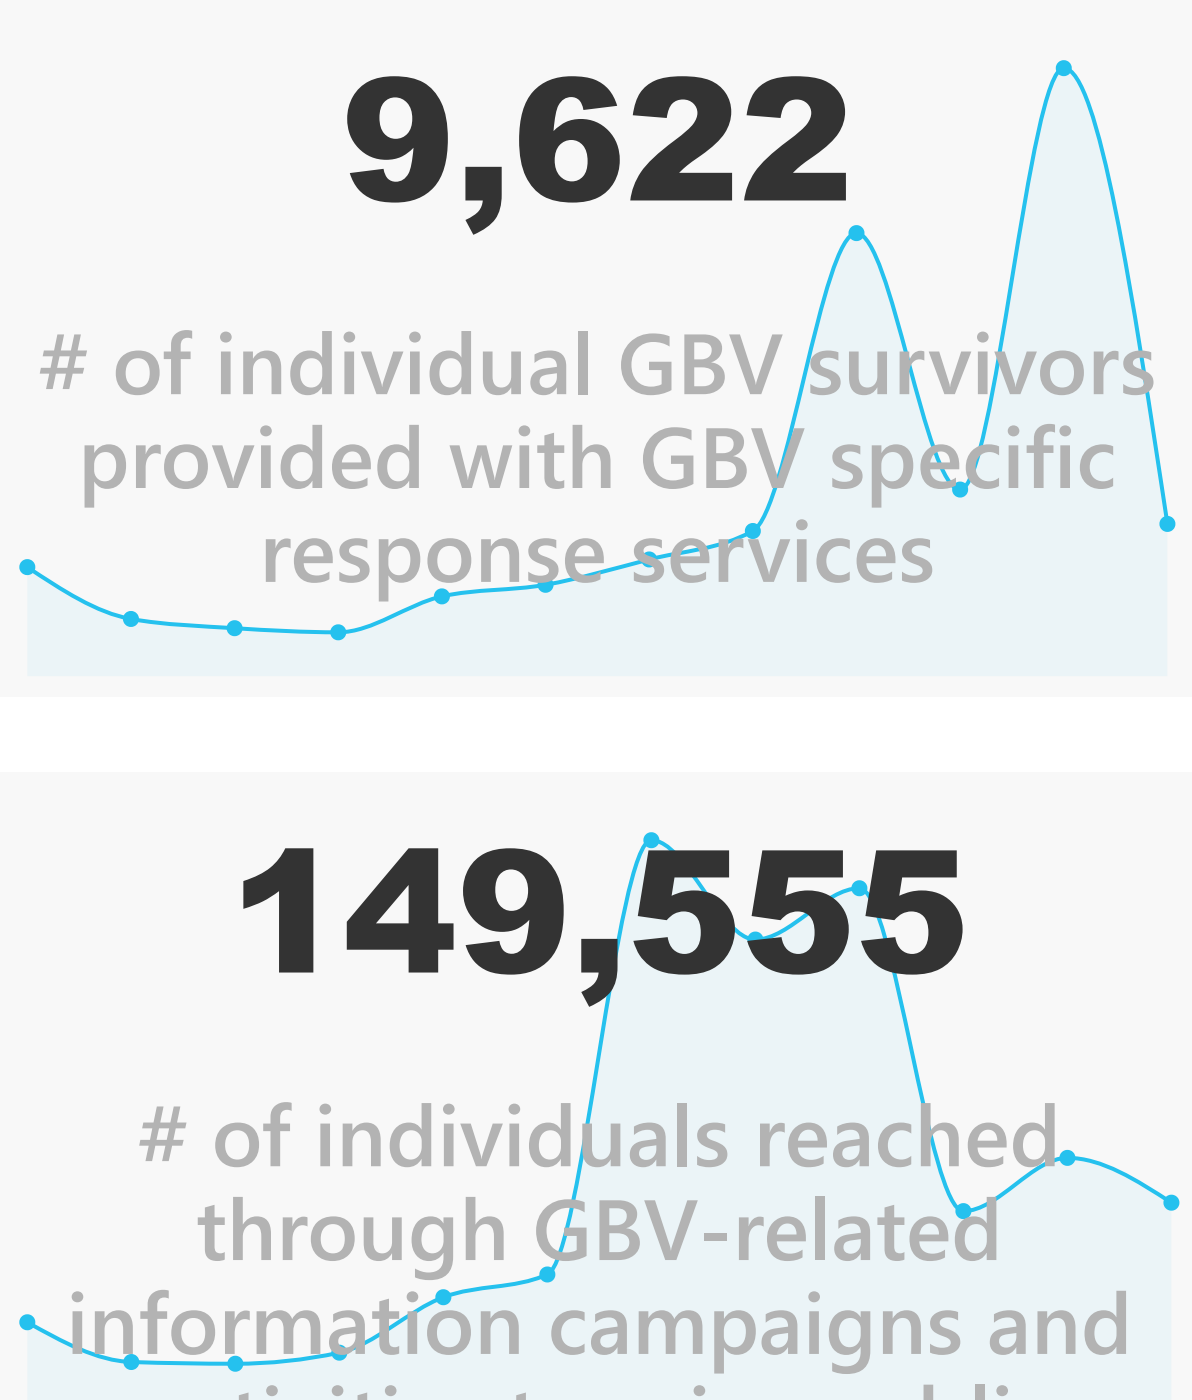 9,622
# of individual GBV survivors
provided with GBV specific
response services
149,555
# of individuals reached
through GBV-related
information campaigns and